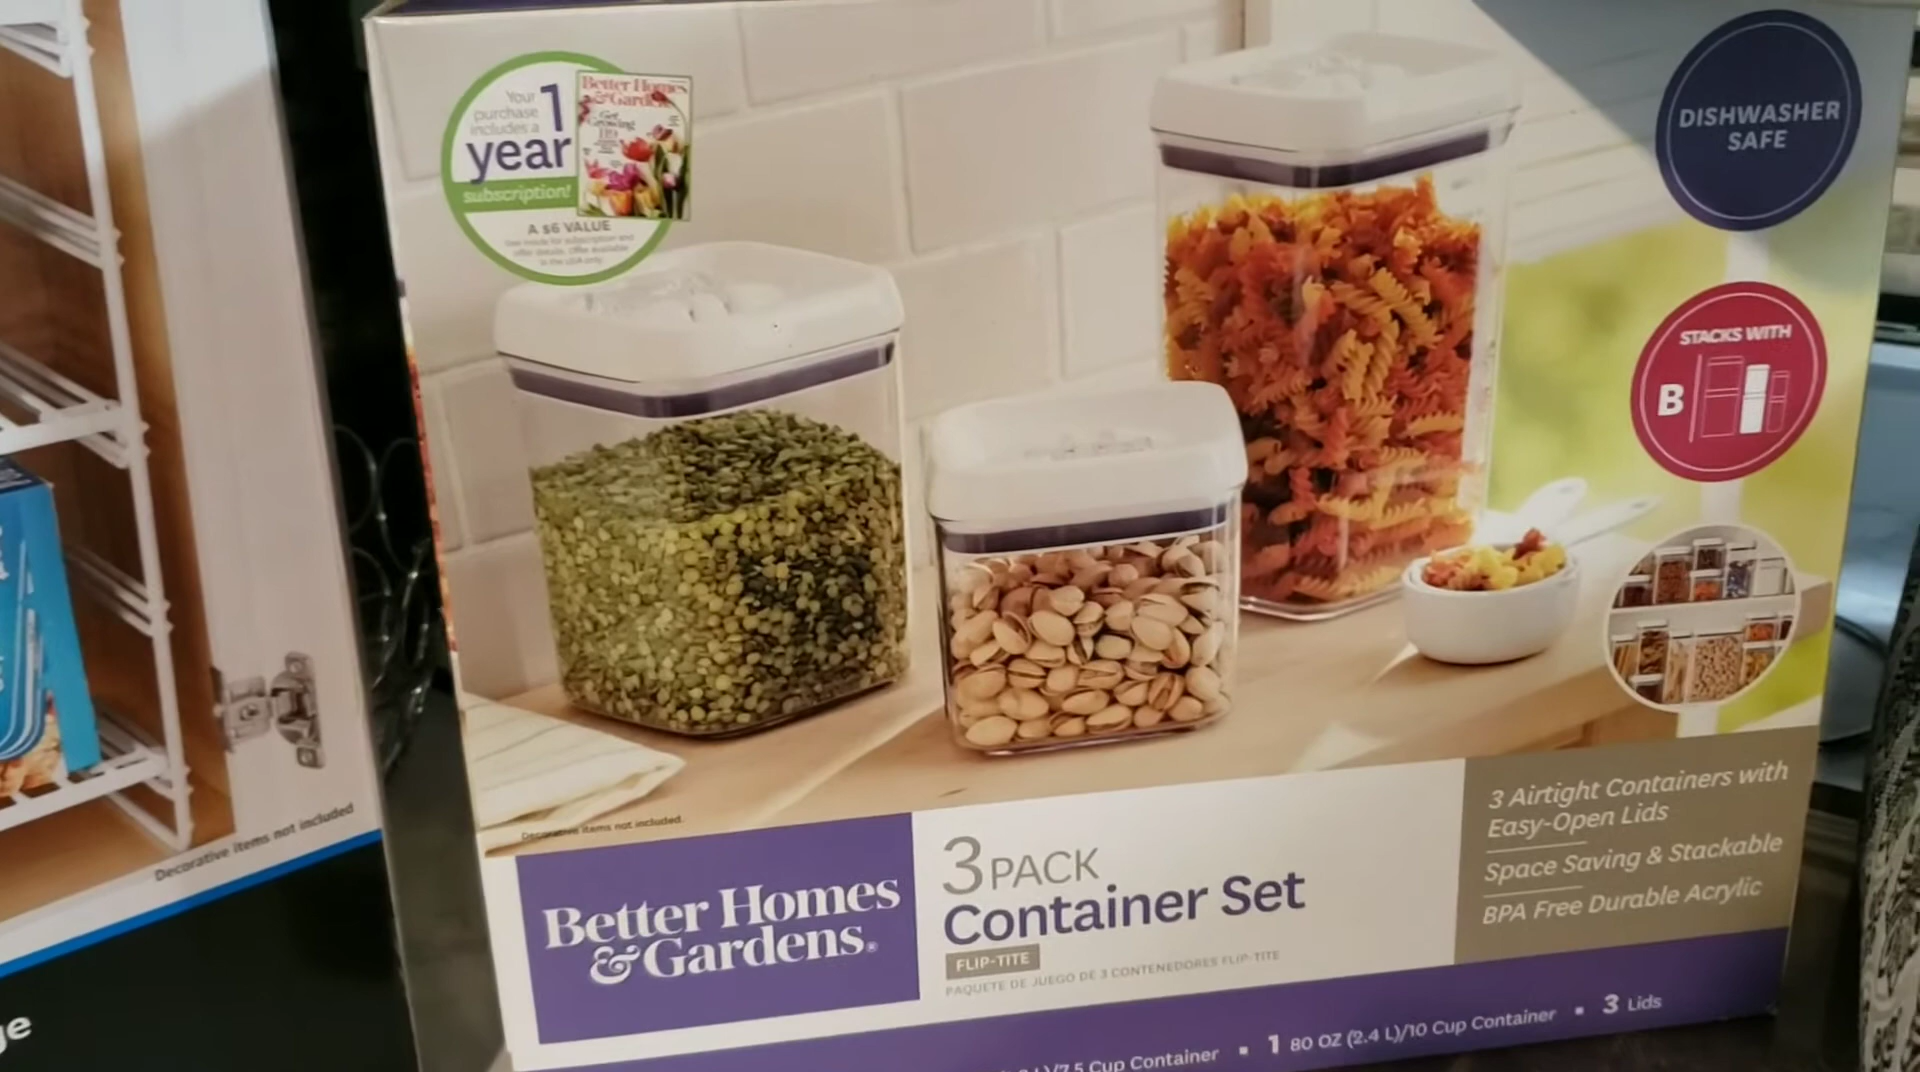 Your
purchase
includes a
1
year
subscription!
A $6 VALUE
Better Homes
& Gardens
DISHWASHER
SAFE
STACKS WITH
B
Decorative items not included
Decorative items not included.
Better Homes
& Gardens®
3 PACK
Container Set
FLIP-TITE
PAQUETE DE JUEGO DE 3 CONTENEDORES FLIP-TITE
3 Airtight Containers with
Easy-Open Lids
Space Saving & Stackable
BPA Free Durable Acrylic
L)/7.5 Cup Container ▪ 1 80 OZ (2.4 L)/10 Cup Container ▪ 3 Lids